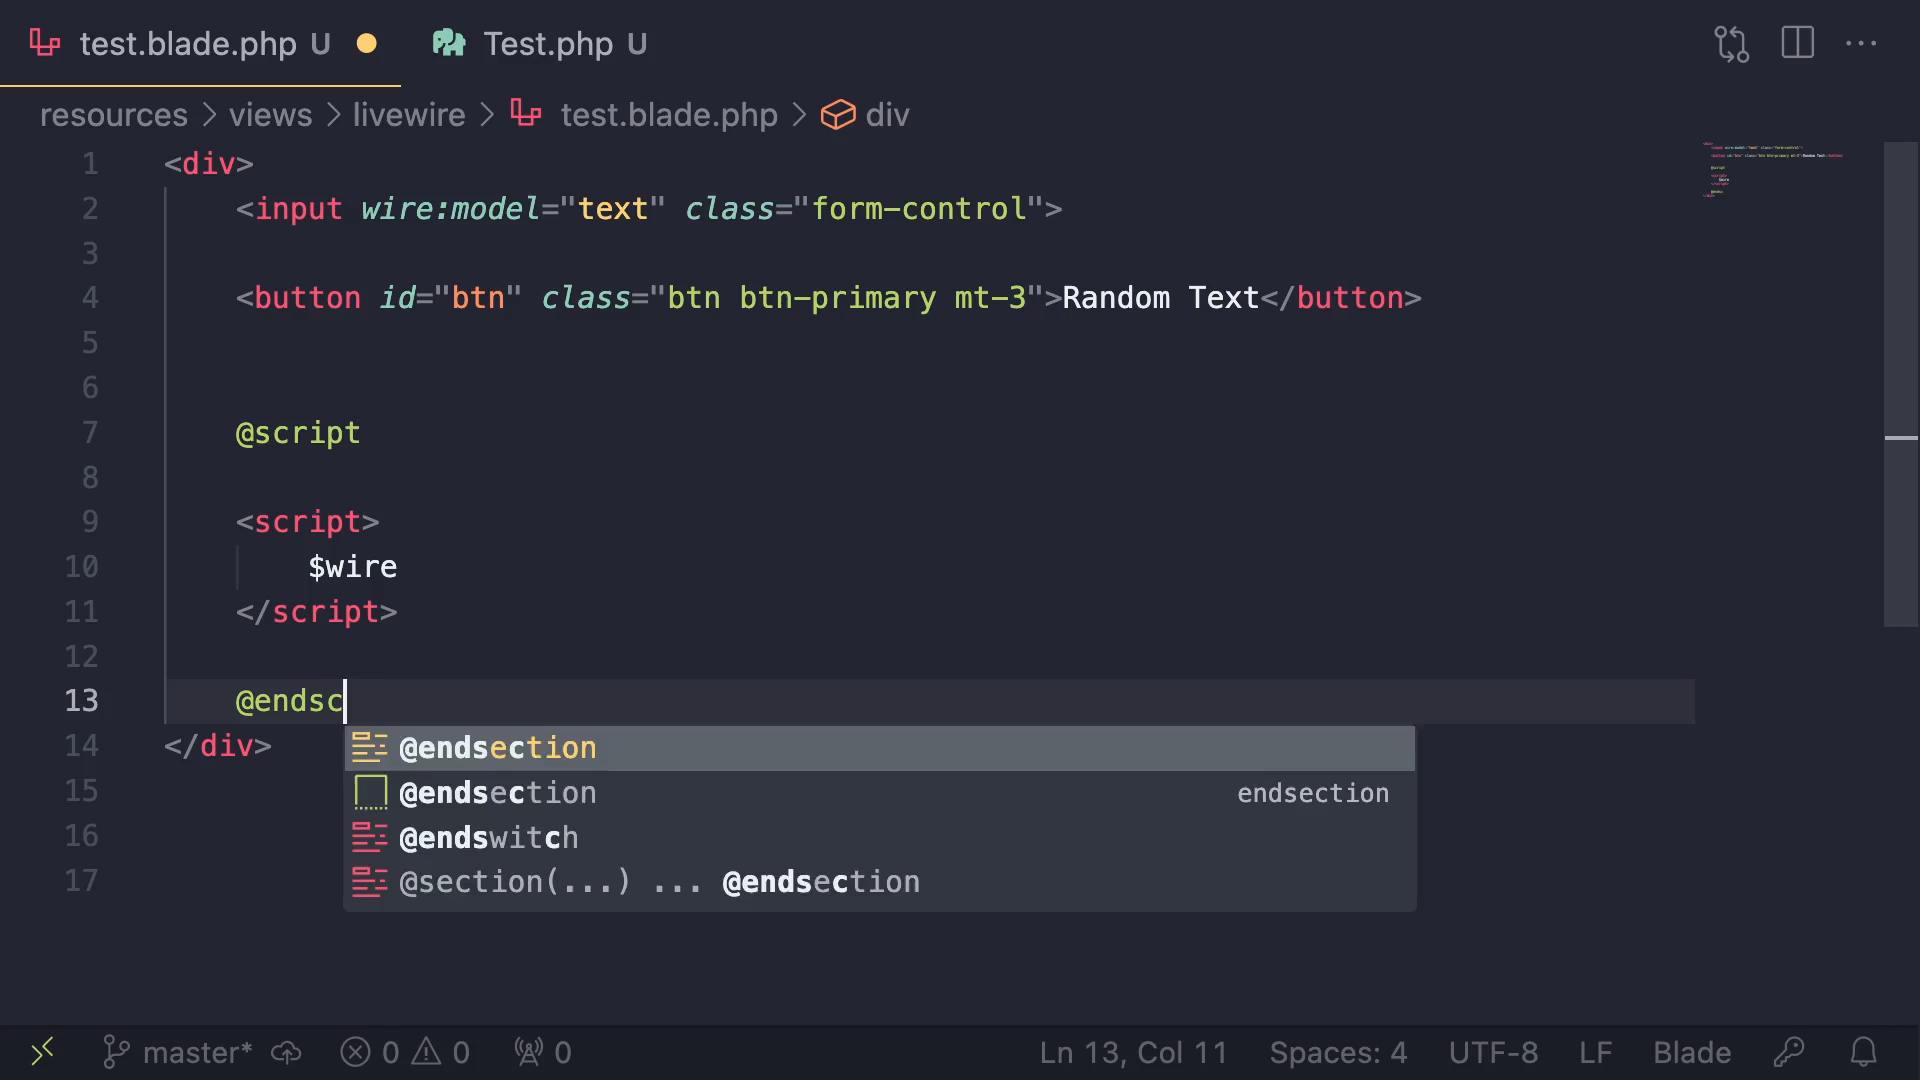 test.blade.php U
Test.php U
resources > views > livewire > test.blade.php > div
1 <div>
2 <input wire:model="text" class="form-control">
3
4 <button id="btn" class="btn btn-primary mt-3">Random Text</button>
5
6
7 @script
8
9 <script>
10 $wire
11 </script>
12
13 @endsc
14 </div>
15
16
17
@endsection
@endsection endsection
@endswitch
@section(...) ... @endsection
master* 0 0 0 Ln 13, Col 11 Spaces: 4 UTF-8 LF Blade